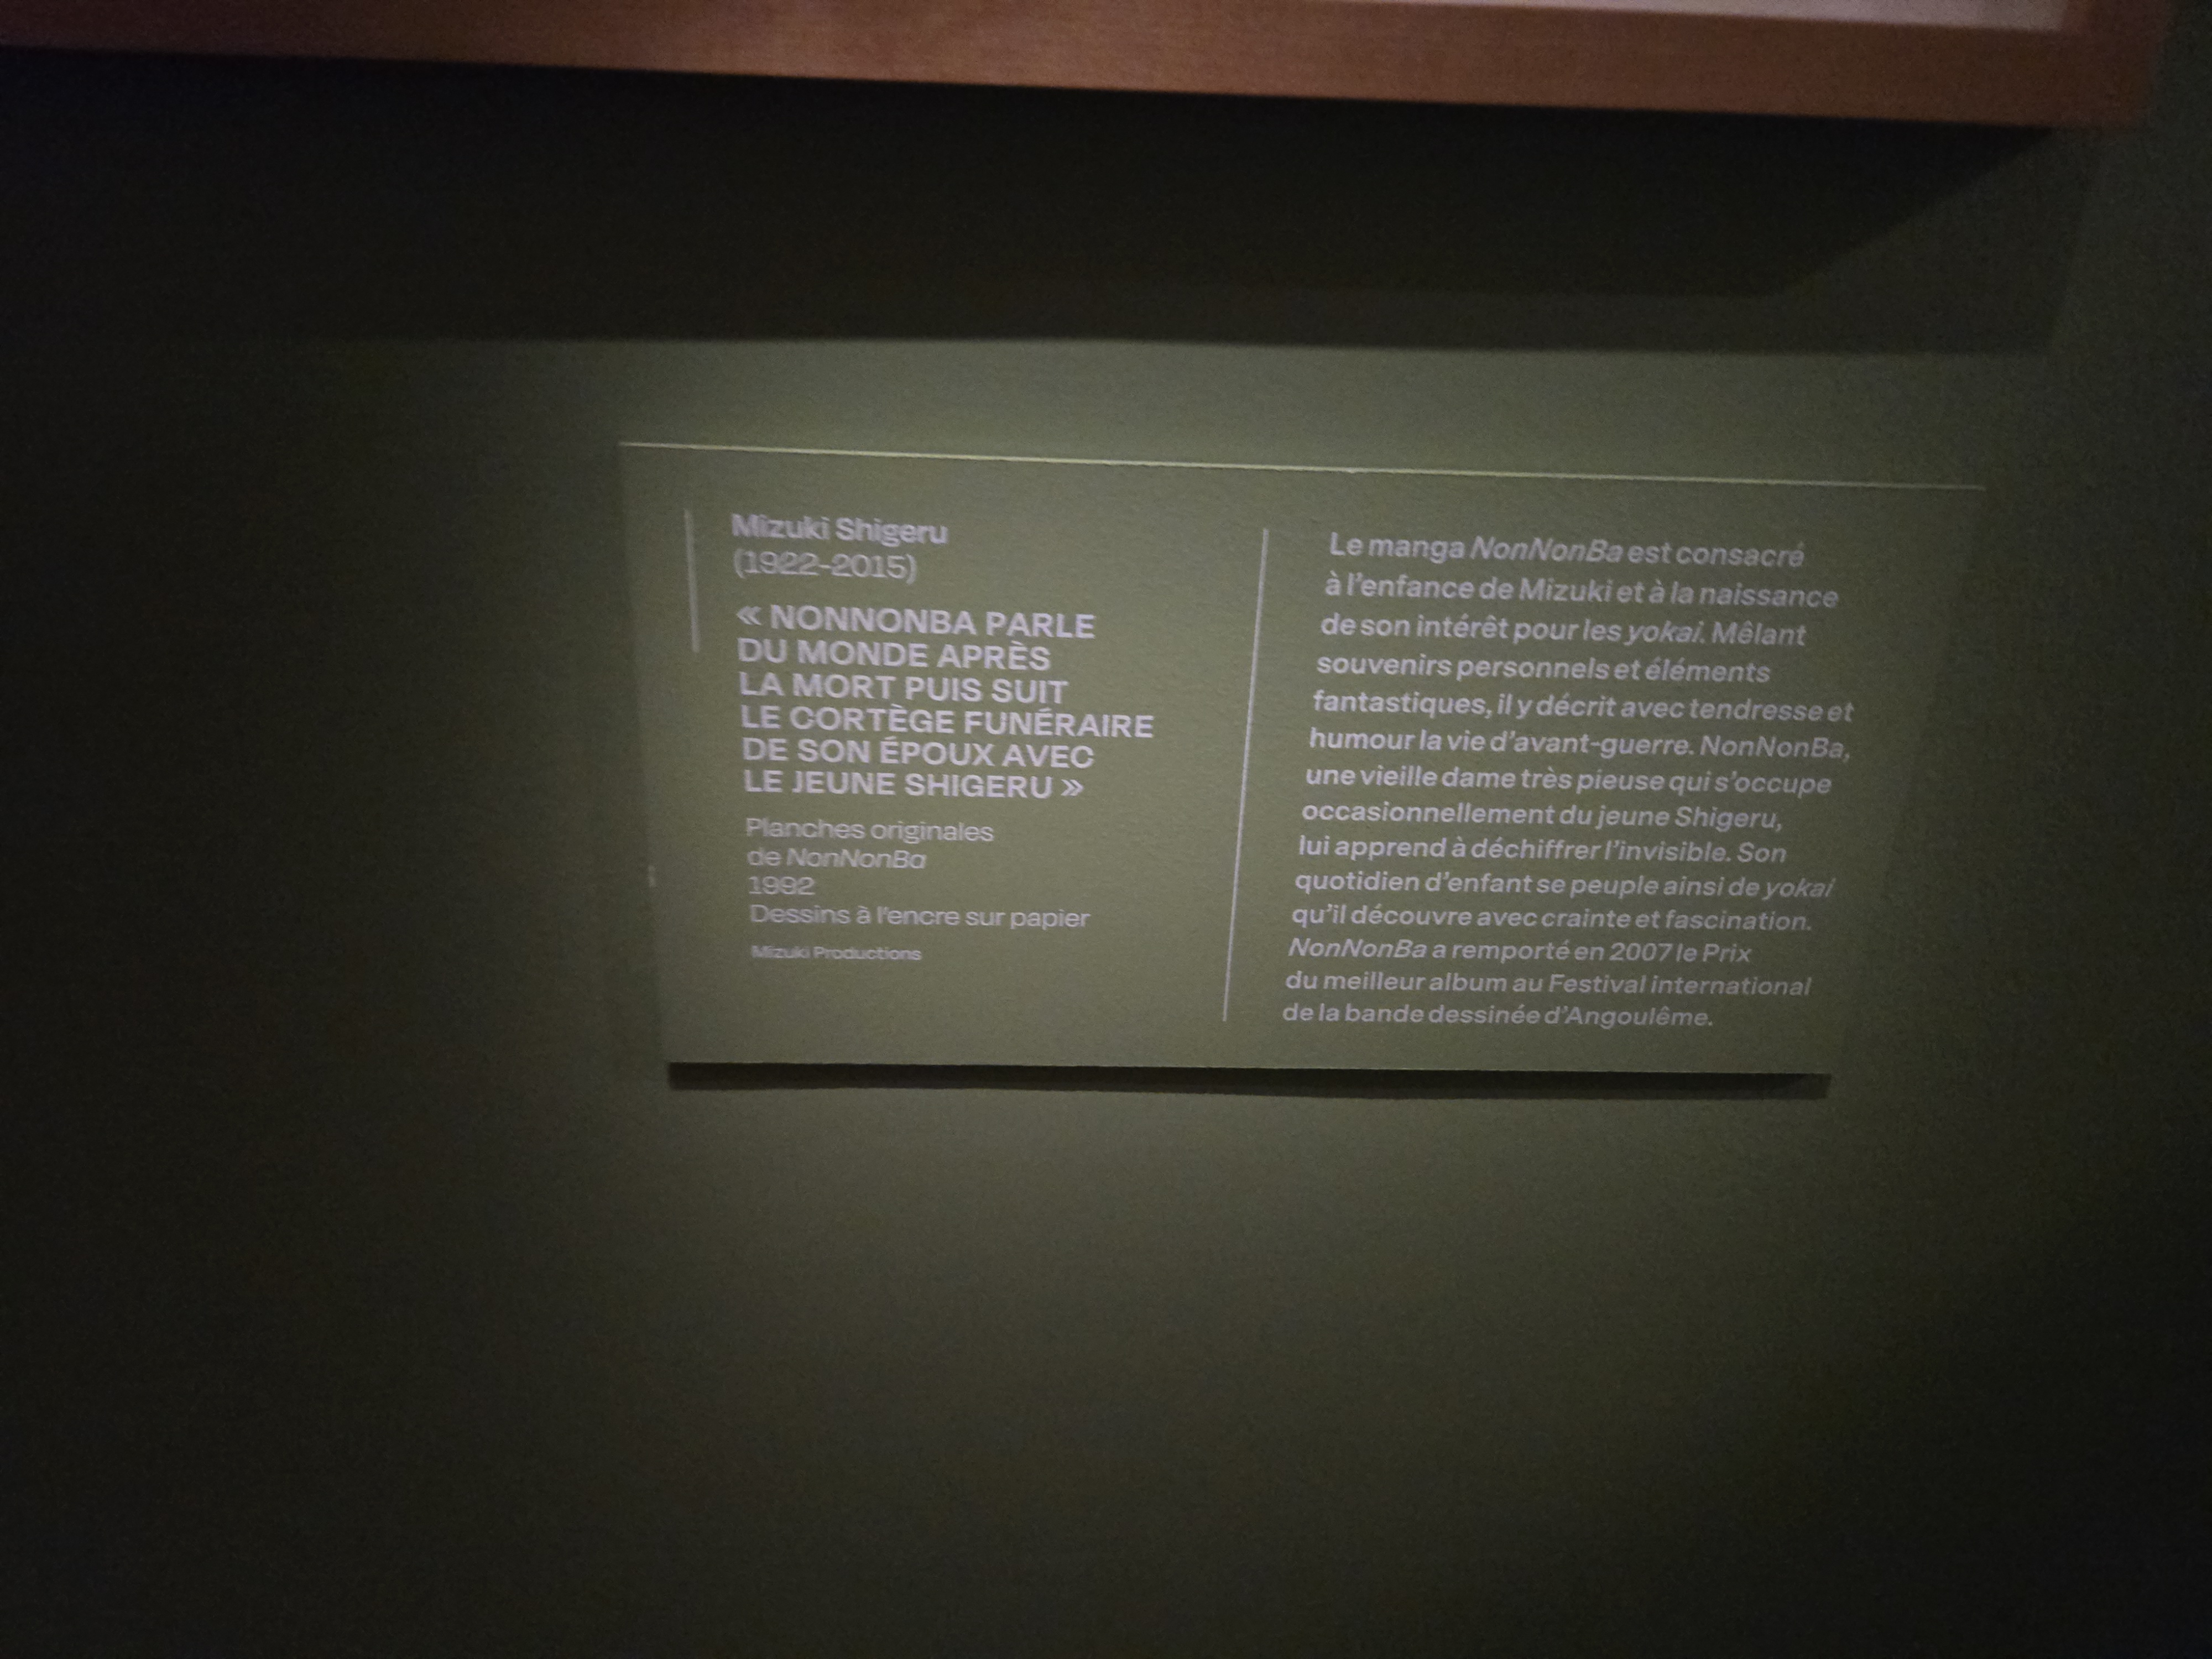 Mizuki Shigeru
(1922-2015)
« NONNONBA PARLE
DU MONDE APRÈS
LA MORT PUIS SUIT
LE CORTÈGE FUNÉRAIRE
DE SON ÉPOUX AVEC
LE JEUNE SHIGERU »
Planches originales
de NonNonBa
1992
Dessins à l'encre sur papier
Mizuki Productions
Le manga NonNonBa est consacré
à l'enfance de Mizuki et à la naissance
de son intérêt pour les yokai. Mêlant
souvenirs personnels et éléments
fantastiques, il y décrit avec tendresse et
humour la vie d'avant-guerre. NonNonBa,
une vieille dame très pieuse qui s'occupe
occasionnellement du jeune Shigeru,
lui apprend à déchiffrer l'invisible. Son
quotidien d'enfant se peuple ainsi de yokai
qu'il découvre avec crainte et fascination.
NonNonBa a remporté en 2007 le Prix
du meilleur album au Festival international
de la bande dessinée d'Angoulême.